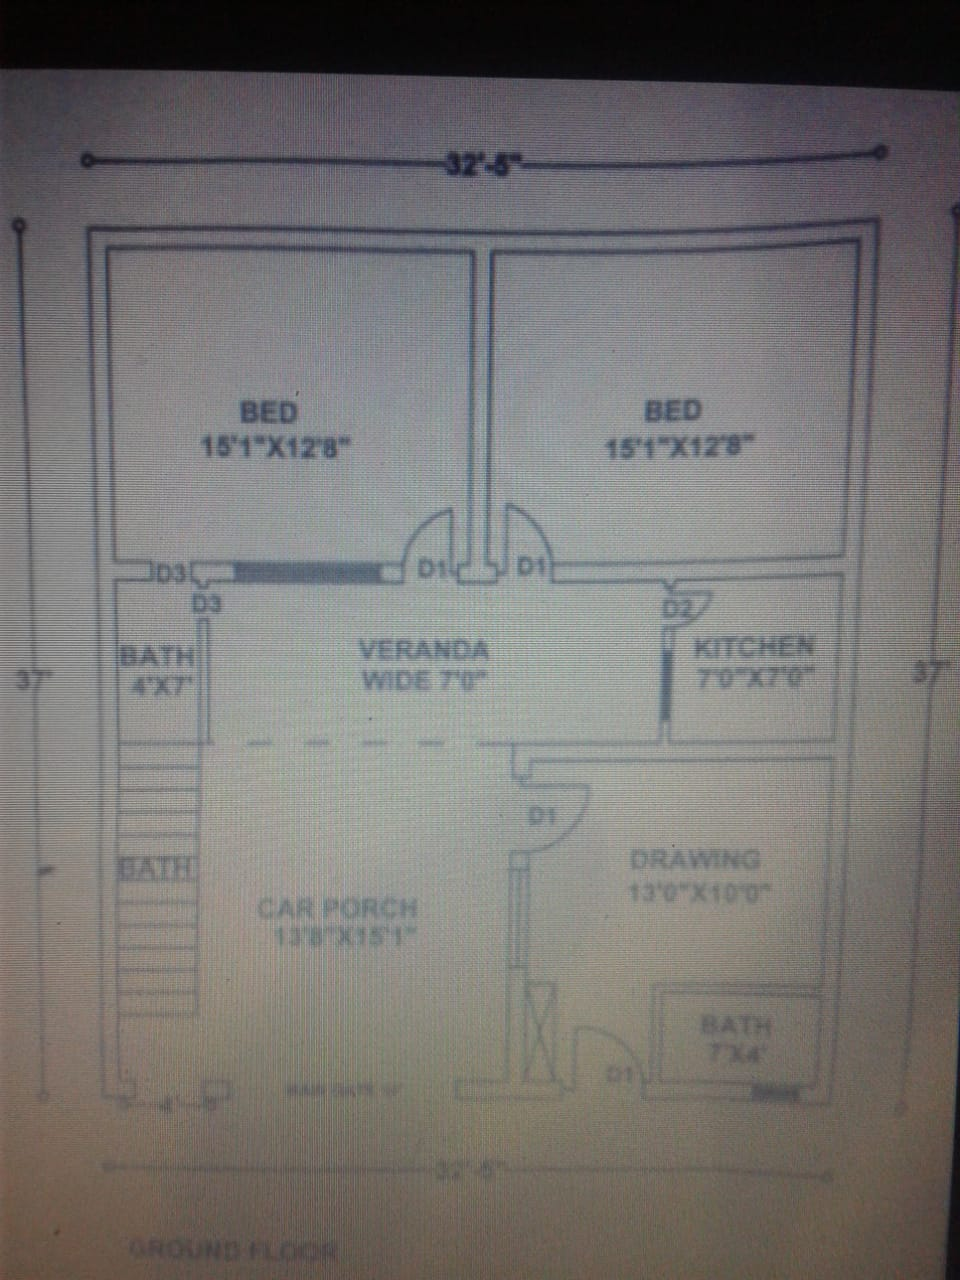 32'-5"
BED
15'1"X12'8"
BED
15'1"X12'8"
D3
D1
D1
D3
D2
BATH
4'X7'
VERANDA
WIDE 7'0"
KITCHEN
7'0"X7'0"
37'
37'
D1
BATH
DRAWING
13'0"X10'0"
CAR PORCH
13'8"X15'1"
BATH
7'X4'
D1
MAIN GATE
32'-5"
GROUND FLOOR